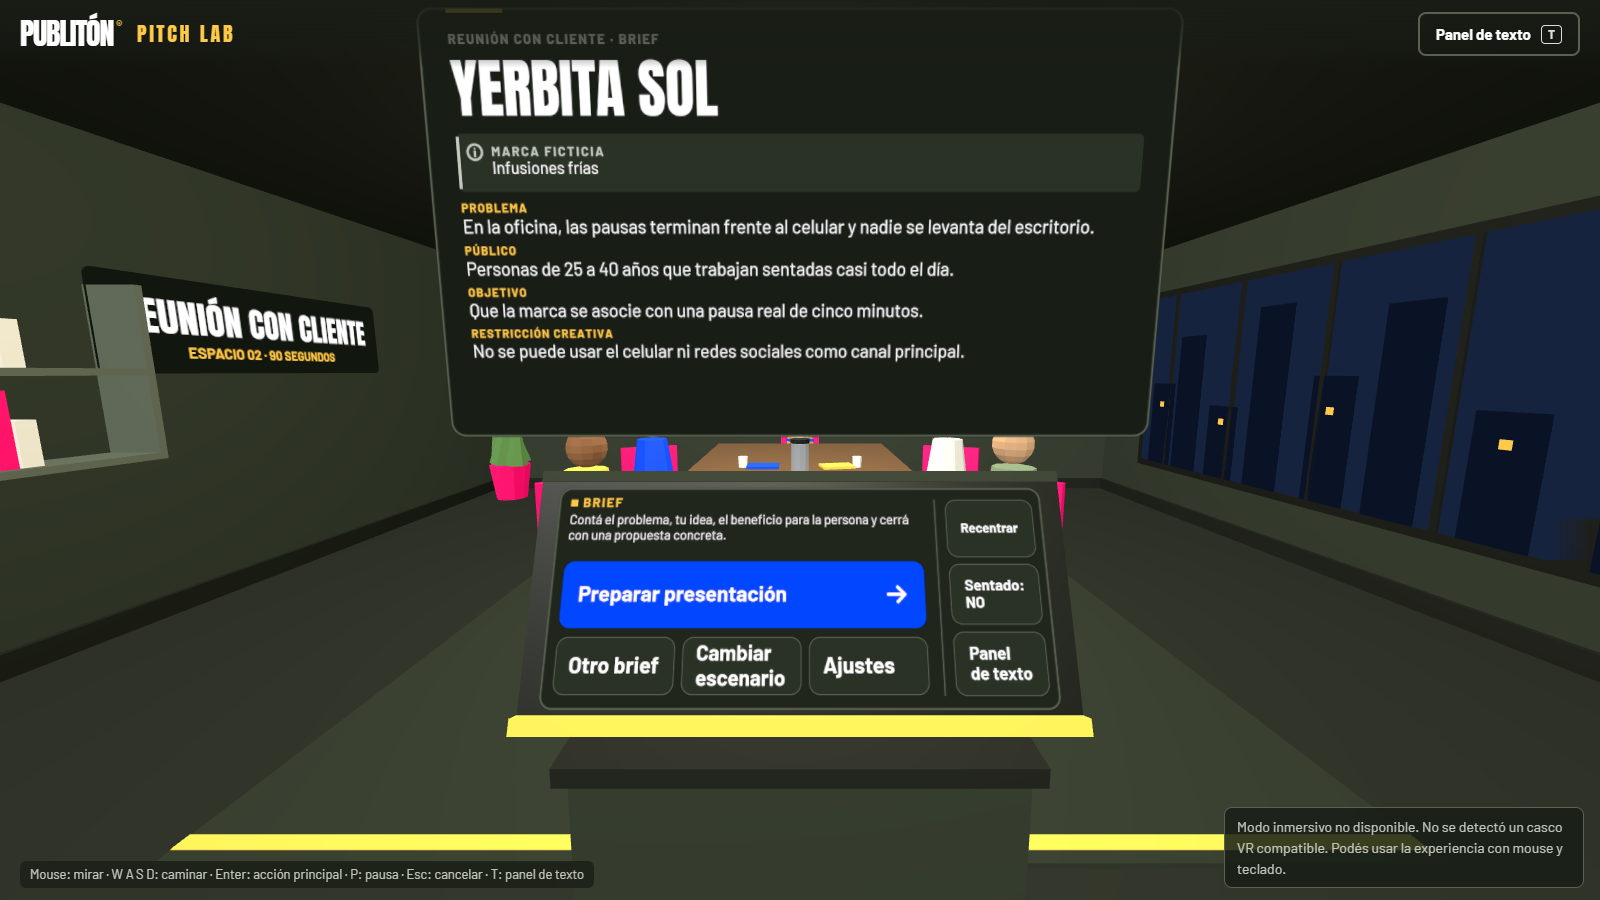 PUBLITÓN
PITCH LAB
Panel de texto T
REUNIÓN CON CLIENTE · BRIEF
YERBITA SOL
MARCA FICTICIA
Infusiones frías
PROBLEMA
En la oficina, las pausas terminan frente al celular y nadie se levanta del escritorio.
PÚBLICO
Personas de 25 a 40 años que trabajan sentadas casi todo el día.
OBJETIVO
Que la marca se asocie con una pausa real de cinco minutos.
RESTRICCIÓN CREATIVA
No se puede usar el celular ni redes sociales como canal principal.
EUNIÓN CON CLIENTE
ESPACIO 02 · 90 SEGUNDOS
BRIEF
Contá el problema, tu idea, el beneficio para la persona y cerrá
con una propuesta concreta.
Preparar presentación →
Otro brief
Cambiar
escenario
Ajustes
Recentrar
Sentado:
NO
Panel
de texto
Mouse: mirar · W A S D: caminar · Enter: acción principal · P: pausa · Esc: cancelar · T: panel de texto
Modo inmersivo no disponible. No se detectó un casco
VR compatible. Podés usar la experiencia con mouse y
teclado.